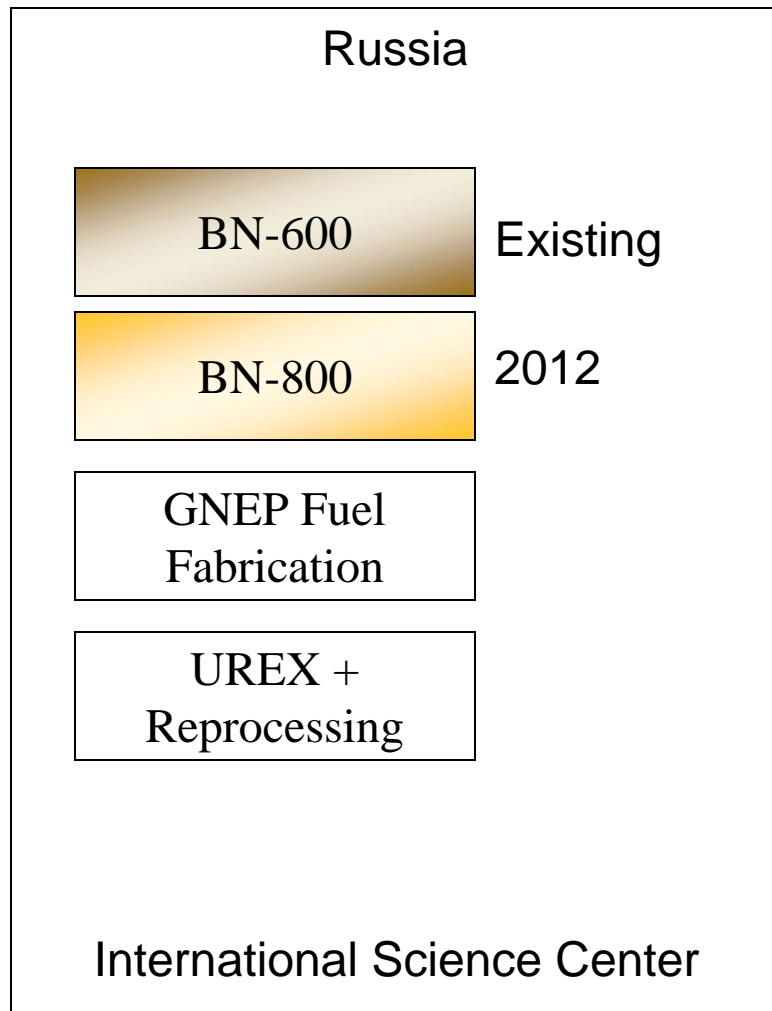 Russia
BN-600
Existing
BN-800
2012
GNEP Fuel
Fabrication
UREX +
Reprocessing
International Science Center